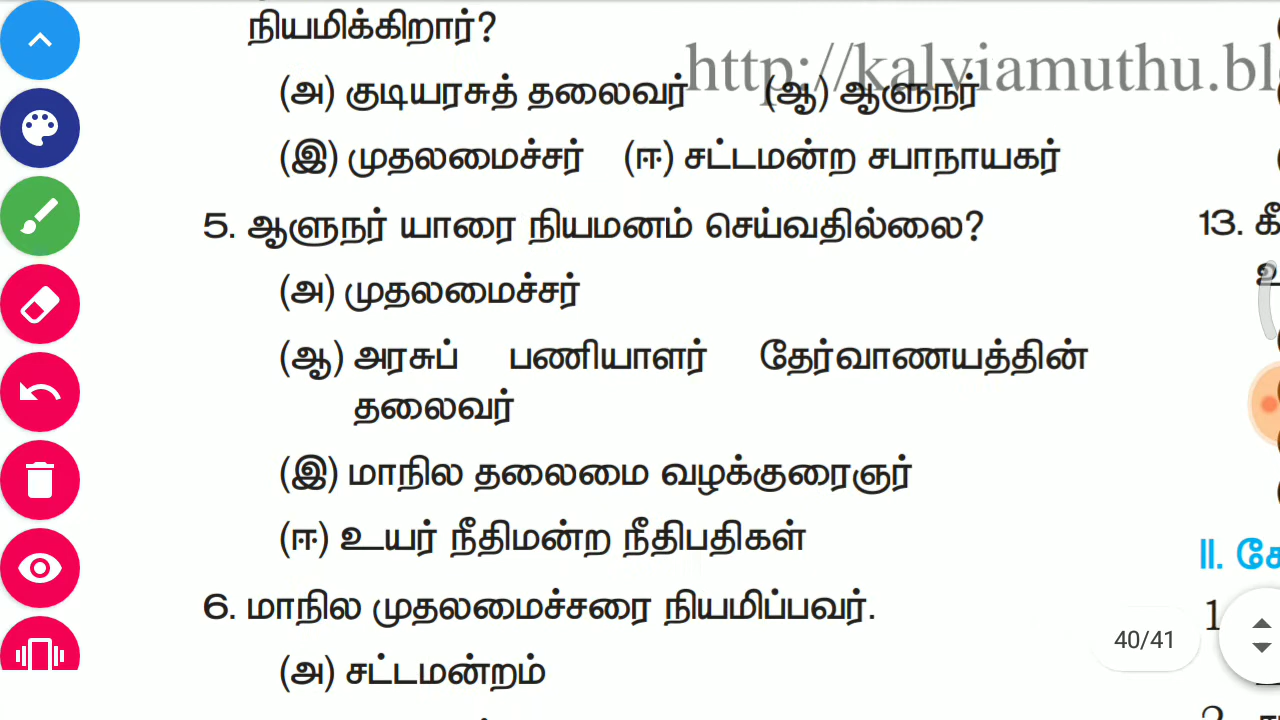 நியமிக்கிறார்?
http://kalviamuthu.bl
(அ) குடியரசுத் தலைவர் (ஆ) ஆளுநர்
(இ) முதலமைச்சர் (ஈ) சட்டமன்ற சபாநாயகர்
5. ஆளுநர் யாரை நியமனம் செய்வதில்லை?
(அ) முதலமைச்சர்
(ஆ) அரசுப் பணியாளர் தேர்வாணயத்தின்
தலைவர்
(இ) மாநில தலைமை வழக்குரைஞர்
(ஈ) உயர் நீதிமன்ற நீதிபதிகள்
6. மாநில முதலமைச்சரை நியமிப்பவர்.
(அ) சட்டமன்றம்
13.
II.
1
40/41